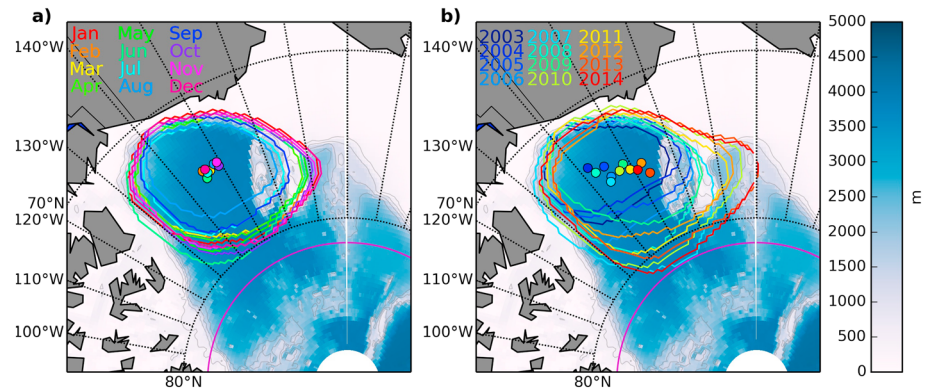 a)
Jan May Sep
Feb Jun Oct
Mar Jul Nov
Apr Aug Dec
140°W
130°W
70°N
120°W
110°W
100°W
80°N
b)
2003 2007 2011
2004 2008 2012
2005 2009 2013
2006 2010 2014
140°W
130°W
70°N
120°W
110°W
100°W
80°N
5000
4500
4000
3500
3000
2500
2000
1500
1000
500
0
m